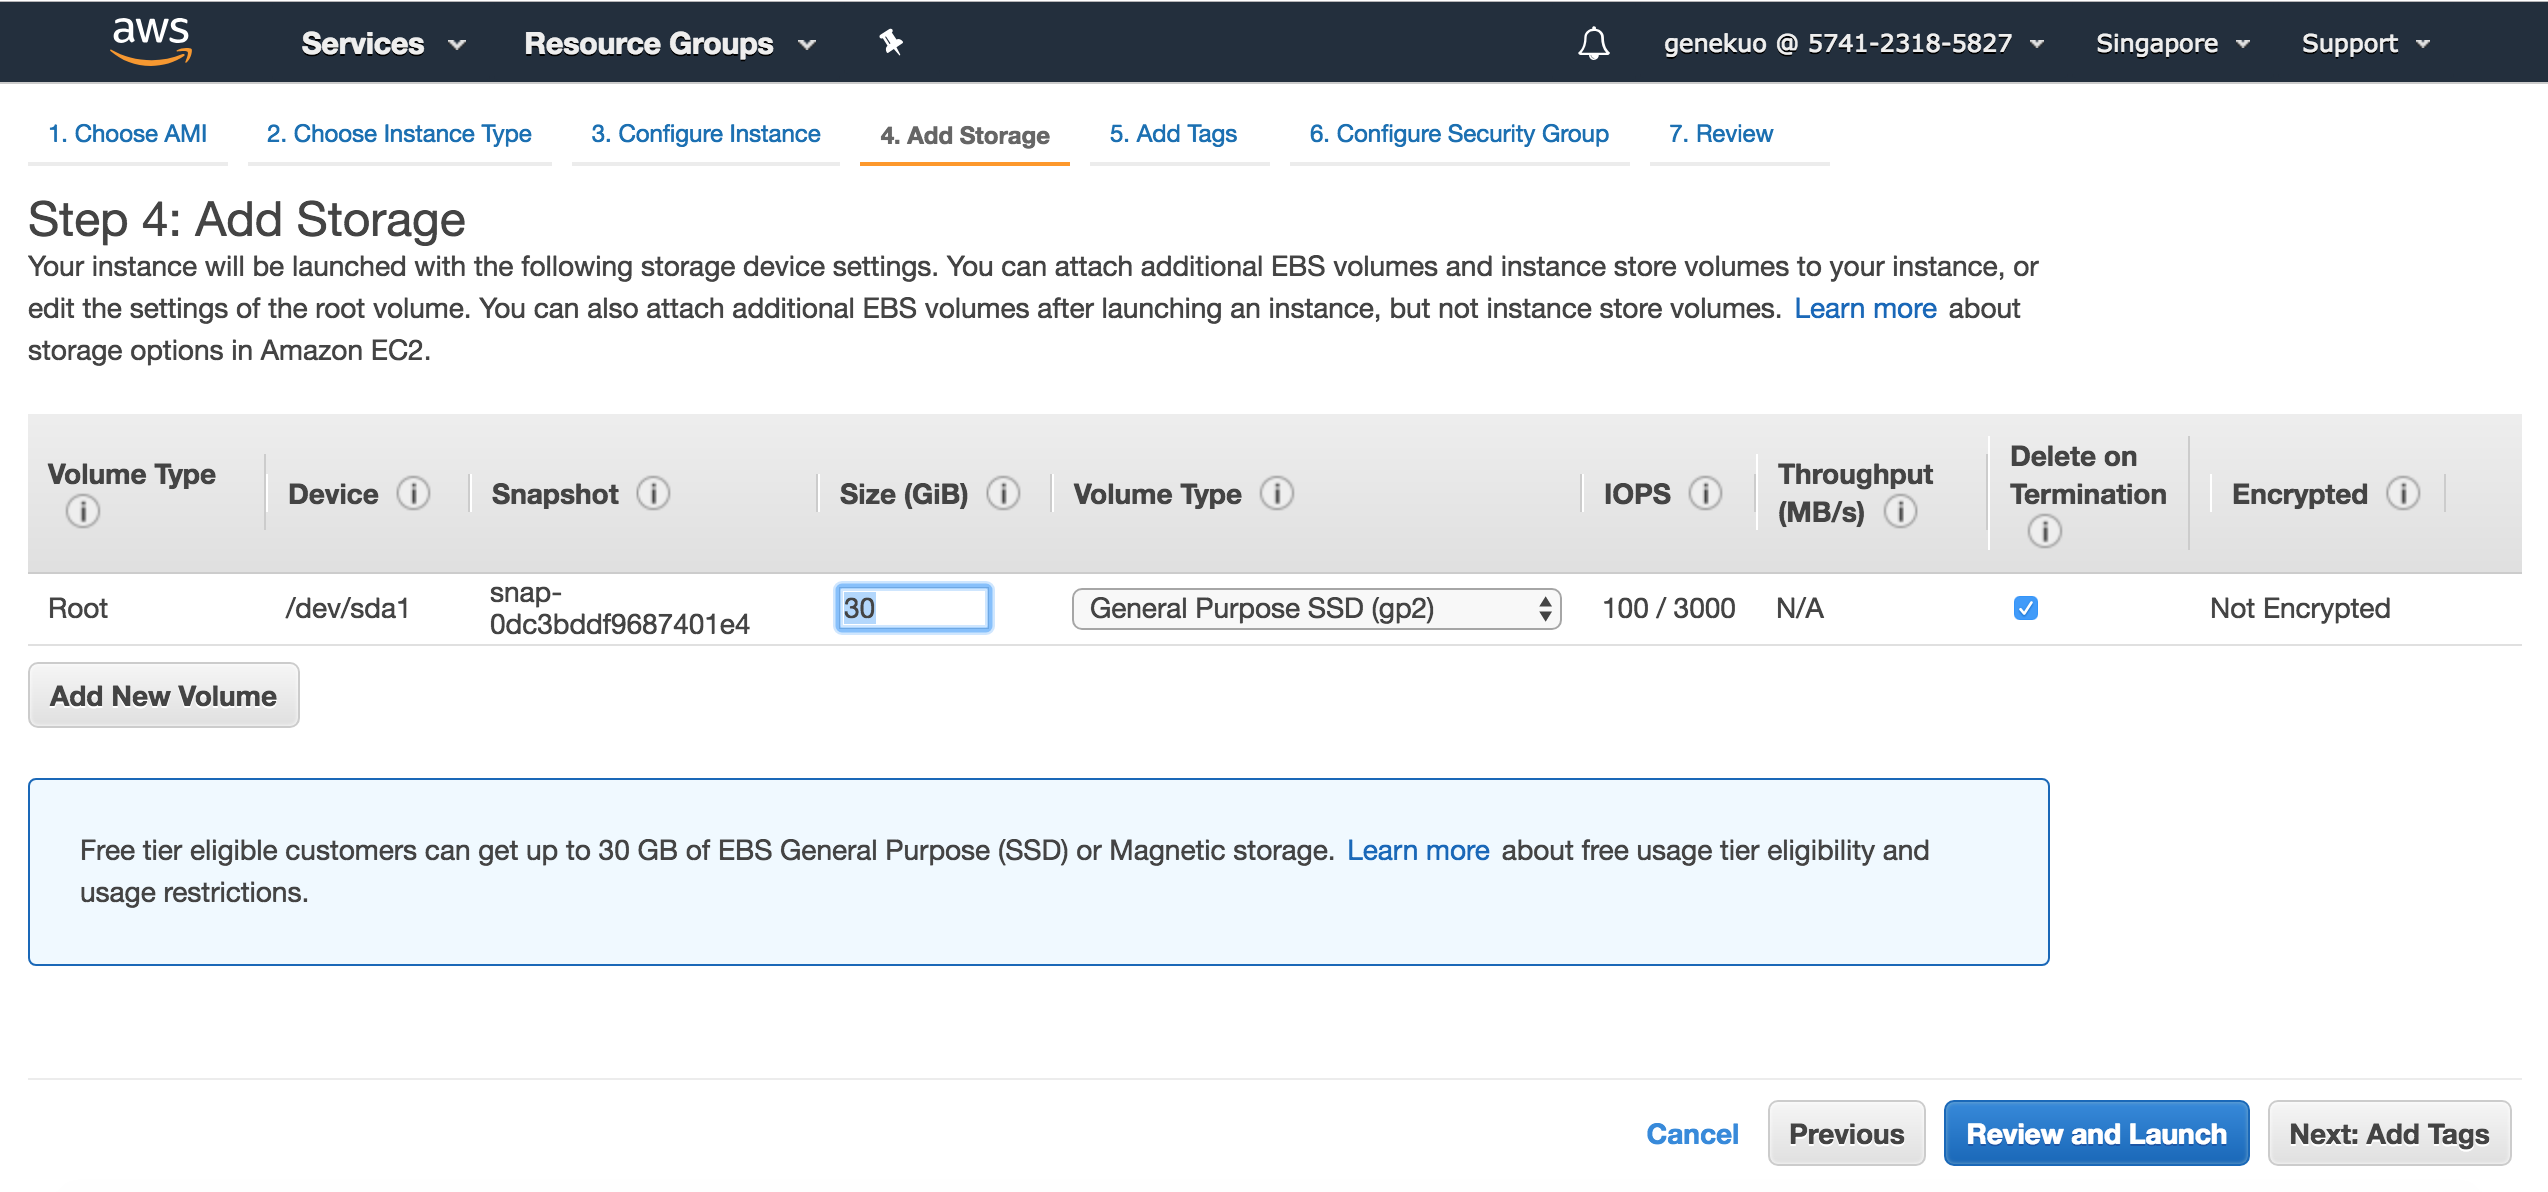 aws Services Resource Groups genekuo @ 5741-2318-5827 Singapore Support
1. Choose AMI 2. Choose Instance Type 3. Configure Instance 4. Add Storage 5. Add Tags 6. Configure Security Group 7. Review
Step 4: Add Storage
Your instance will be launched with the following storage device settings. You can attach additional EBS volumes and instance store volumes to your instance, or
edit the settings of the root volume. You can also attach additional EBS volumes after launching an instance, but not instance store volumes. Learn more about
storage options in Amazon EC2.
Volume Type
Device
Snapshot
Size (GiB)
Volume Type
IOPS
Throughput
(MB/s)
Delete on
Termination
Encrypted
Root
/dev/sda1
snap-
0dc3bddf9687401e4
30
General Purpose SSD (gp2)
100 / 3000
N/A
Not Encrypted
Add New Volume
Free tier eligible customers can get up to 30 GB of EBS General Purpose (SSD) or Magnetic storage. Learn more about free usage tier eligibility and
usage restrictions.
Cancel Previous Review and Launch Next: Add Tags